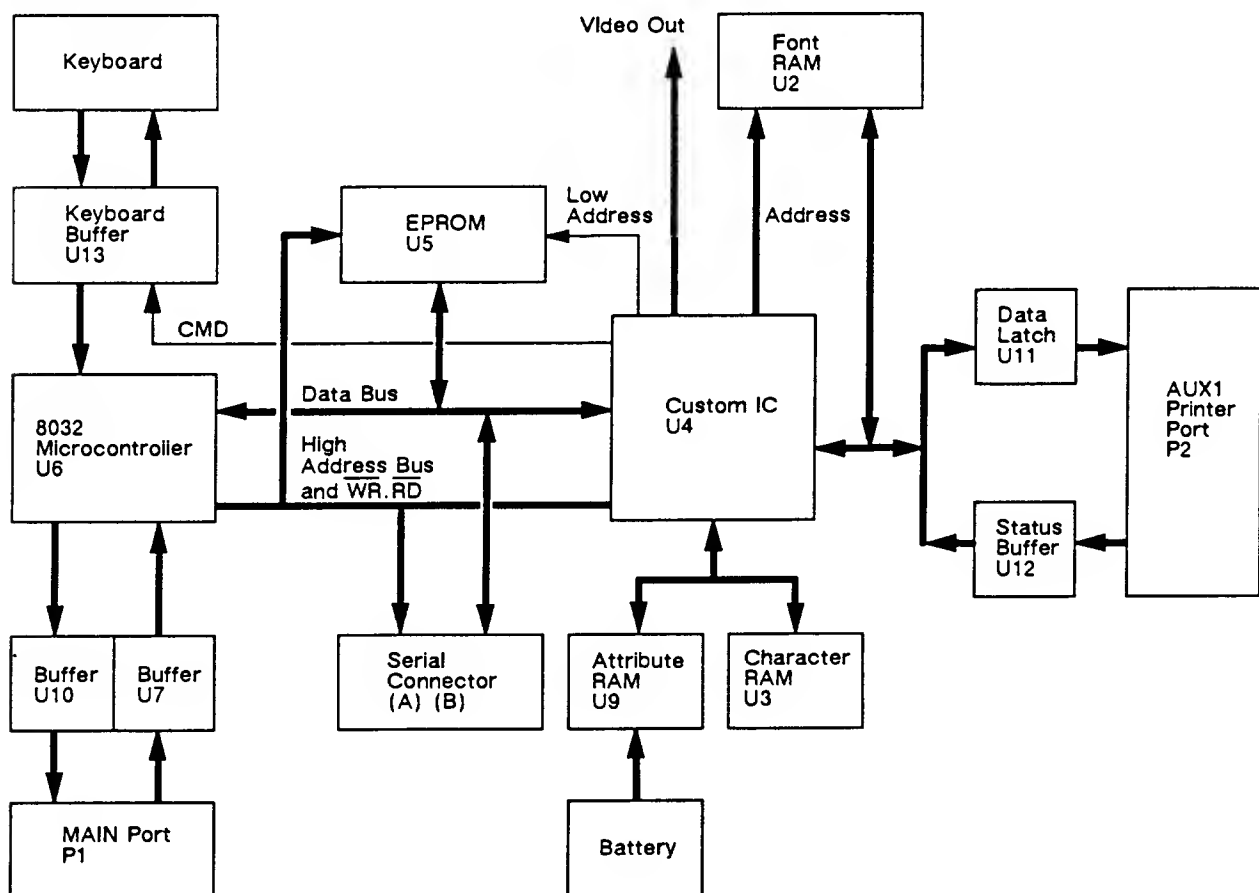 Keyboard
Video Out
Font
RAM
U2
Keyboard
Buffer
U13
EPROM
U5
Low
Address
Address
CMD
Data
Latch
U11
AUX1
Printer
Port
P2
8032
Microcontroller
U6
Data Bus
High
Address Bus
and W̅R̅.R̅D̅
Custom IC
U4
Status
Buffer
U12
Buffer
U10
Buffer
U7
Serial
Connector
(A) (B)
Attribute
RAM
U9
Character
RAM
U3
MAIN Port
P1
Battery